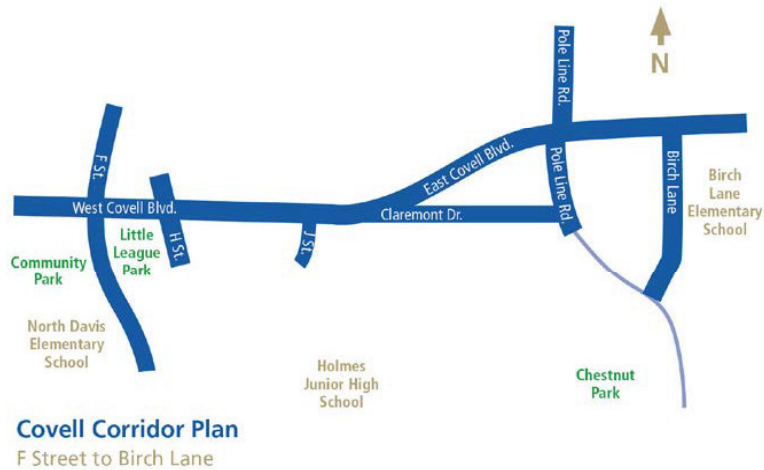 Pole Line Rd.
N
F St.
East Covell Blvd.
Pole Line Rd.
Birch Lane
Birch
Lane
Elementary
School
West Covell Blvd.
Claremont Dr.
Little
League
Park
H St.
J St.
Community
Park
North Davis
Elementary
School
Holmes
Junior High
School
Chestnut
Park
Covell Corridor Plan
F Street to Birch Lane